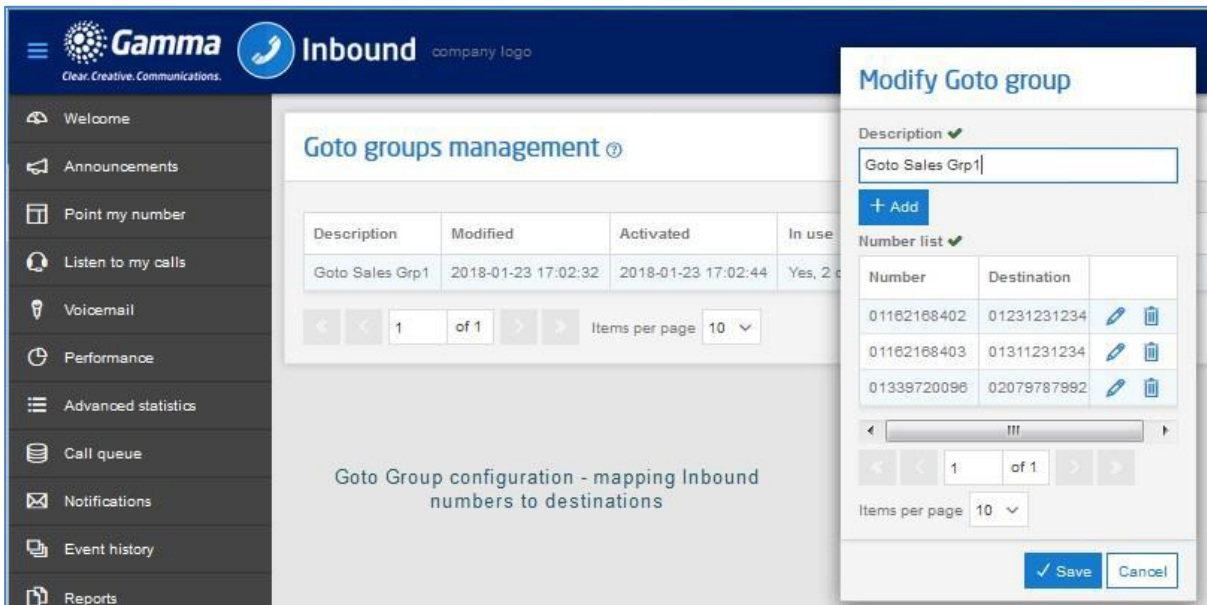 Gamma
Clear. Creative. Communications.
Inbound
company logo
Welcome
Announcements
Point my number
Listen to my calls
Voicemail
Performance
Advanced statistics
Call queue
Notifications
Event history
Reports
Goto groups management ?
Description Modified Activated In use
Goto Sales Grp1 2018-01-23 17:02:32 2018-01-23 17:02:44 Yes, 2
1 of 1 Items per page 10
Goto Group configuration - mapping Inbound
numbers to destinations
Modify Goto group
Description
Goto Sales Grp1
+ Add
Number list
Number Destination
01162168402 01231231234
01162168403 01311231234
01339720096 02079787992
1 of 1
Items per page 10
Save Cancel